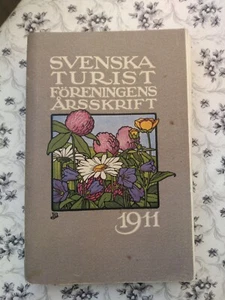 SVENSKA
TURIST
FÖRENINGENS
ÅRSSKRIFT
1911